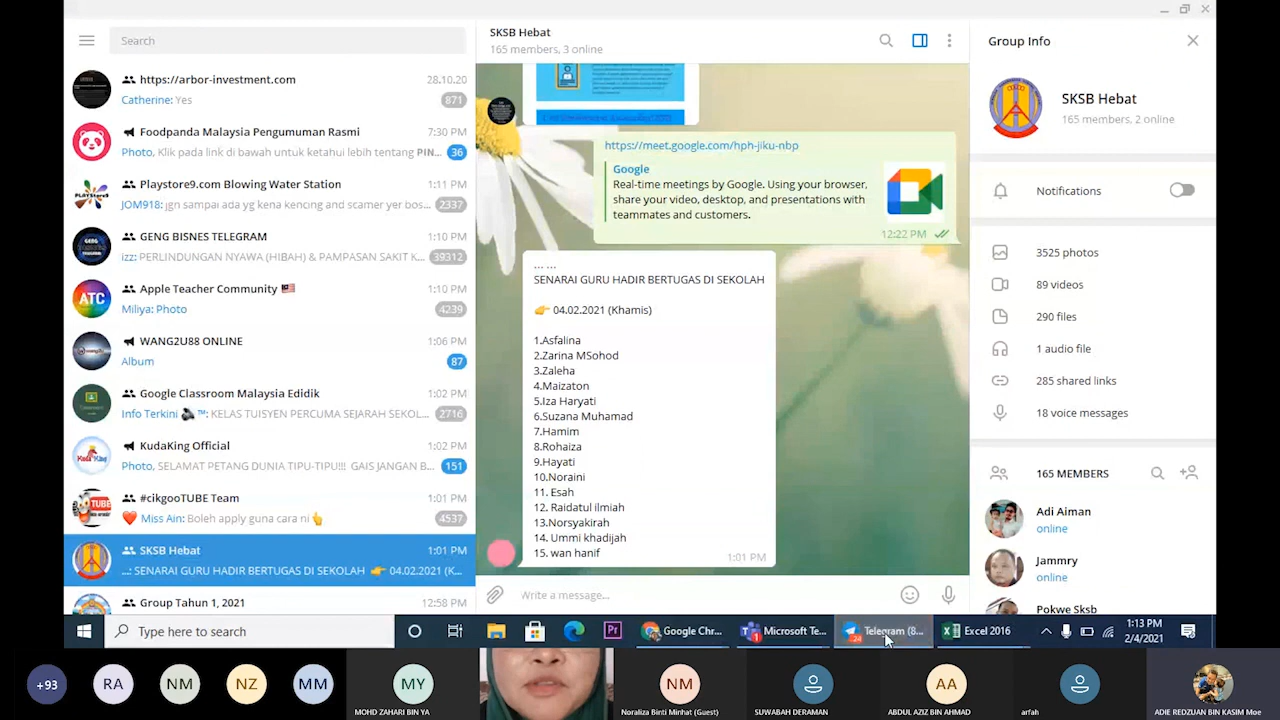 Search
https://arbor-investment.com 28.10.20
Catherine: Yes 871
Foodpanda Malaysia Pengumuman Rasmi 7:30 PM
Photo, Klik pada link di bawah untuk ketahui lebih tentang PIN... 36
Playstore9.com Blowing Water Station 1:11 PM
JOM918: jgn sampai ada yg kena kencing and scamer yer bos... 2337
GENG BISNES TELEGRAM 1:10 PM
izz: PERLINDUNGAN NYAWA (HIBAH) & PAMPASAN SAKIT K... 39312
ATC
Apple Teacher Community 🇲🇾 1:10 PM
Miliya: Photo 4239
WANG2U88 ONLINE 1:06 PM
Album 87
Google Classroom Malaysia Edidik 1:02 PM
Info Terkini 🔊 ™: KELAS TUISYEN PERCUMA SEJARAH SEKOL... 2716
KudaKing Official 1:02 PM
Photo, SELAMAT PETANG DUNIA TIPU-TIPU!!! GAIS JANGAN B... 151
TUBE
#cikgooTUBE Team 1:01 PM
❤️ Miss Ain: Boleh apply guna cara ni👆 4537
SKSB Hebat 1:01 PM
...: SENARAI GURU HADIR BERTUGAS DI SEKOLAH 👉 04.02.2021 (K...
Group Tahun 1, 2021 12:58 PM
SKSB Hebat
165 members, 3 online
https://meet.google.com/hph-jiku-nbp
Google
Real-time meetings by Google. Using your browser,
share your video, desktop, and presentations with
teammates and customers.
12:22 PM
... ...
SENARAI GURU HADIR BERTUGAS DI SEKOLAH
👉 04.02.2021 (Khamis)
1.Asfalina
2.Zarina MSohod
3.Zaleha
4.Maizaton
5.Iza Haryati
6.Suzana Muhamad
7.Hamim
8.Rohaiza
9.Hayati
10.Noraini
11. Esah
12. Raidatul ilmiah
13.Norsyakirah
14. Ummi khadijah
15. wan hanif
1:01 PM
Write a message...
Group Info
SKSB Hebat
165 members, 2 online
Notifications
3525 photos
89 videos
290 files
1 audio file
285 shared links
18 voice messages
165 MEMBERS
Adi Aiman
online
Jammry
online
Pokwe Sksb
Type here to search
Pr
Google Chr...
Microsoft Te...
Telegram (8...
Excel 2016
1:13 PM
2/4/2021
+93
RA
NM
NZ
MM
MY
MOHD ZAHARI BIN YA
NM
Noraliza Binti Minhat (Guest)
SUWABAH DERAMAN
AA
ABDUL AZIZ BIN AHMAD
arfah
ADIE REDZUAN BIN KASIM Moe